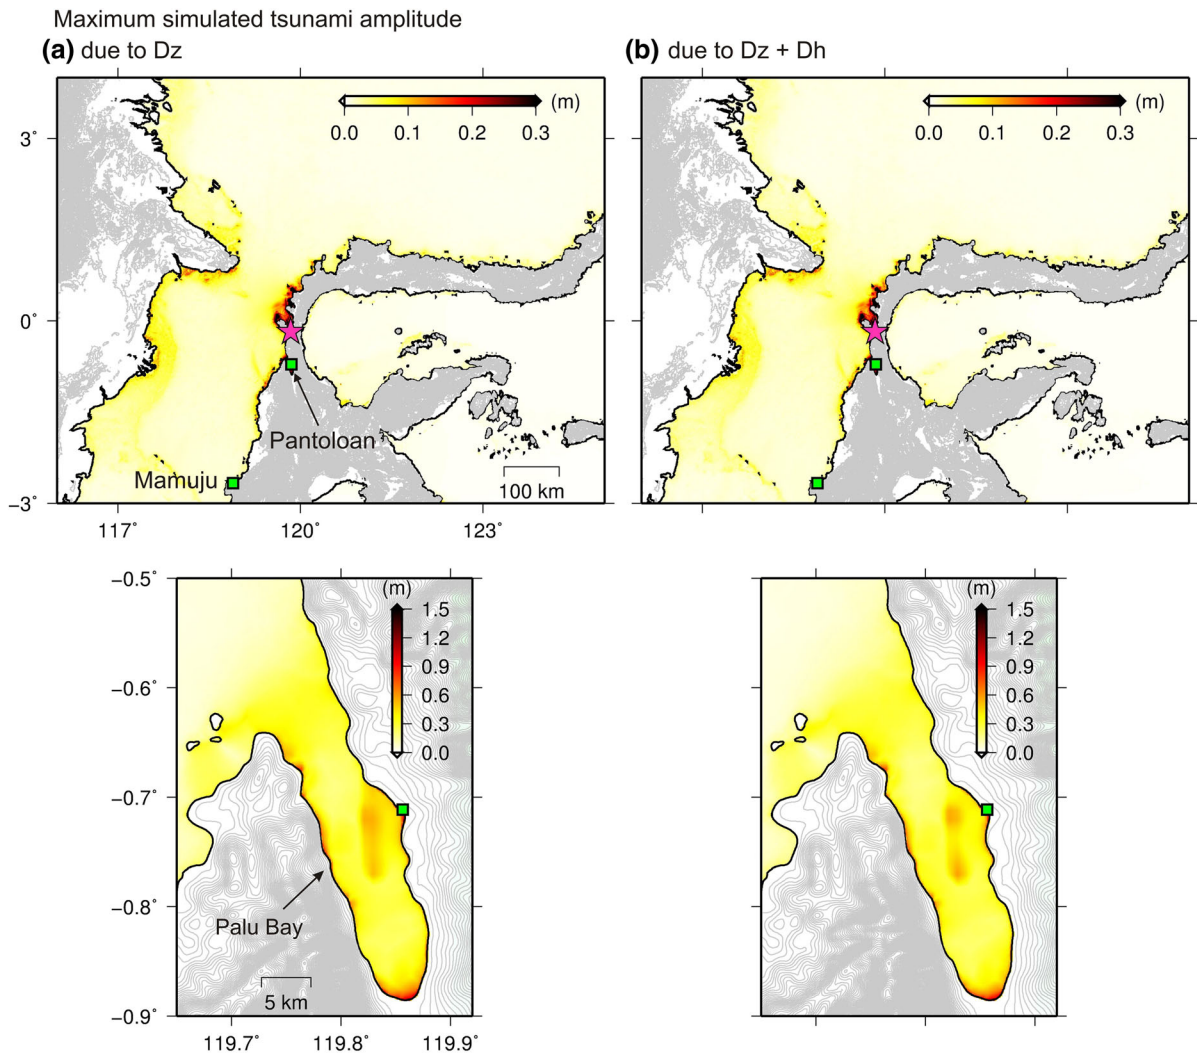 Maximum simulated tsunami amplitude
(a) due to Dz
(b) due to Dz + Dh
(m)
0.0 0.1 0.2 0.3
(m)
0.0 0.1 0.2 0.3
3°
0°
−3°
Pantoloan
Mamuju
100 km
117° 120° 123°
−0.5°
−0.6°
−0.7°
−0.8°
−0.9°
(m)
1.5
1.2
0.9
0.6
0.3
0.0
Palu Bay
5 km
119.7° 119.8° 119.9°
(m)
1.5
1.2
0.9
0.6
0.3
0.0